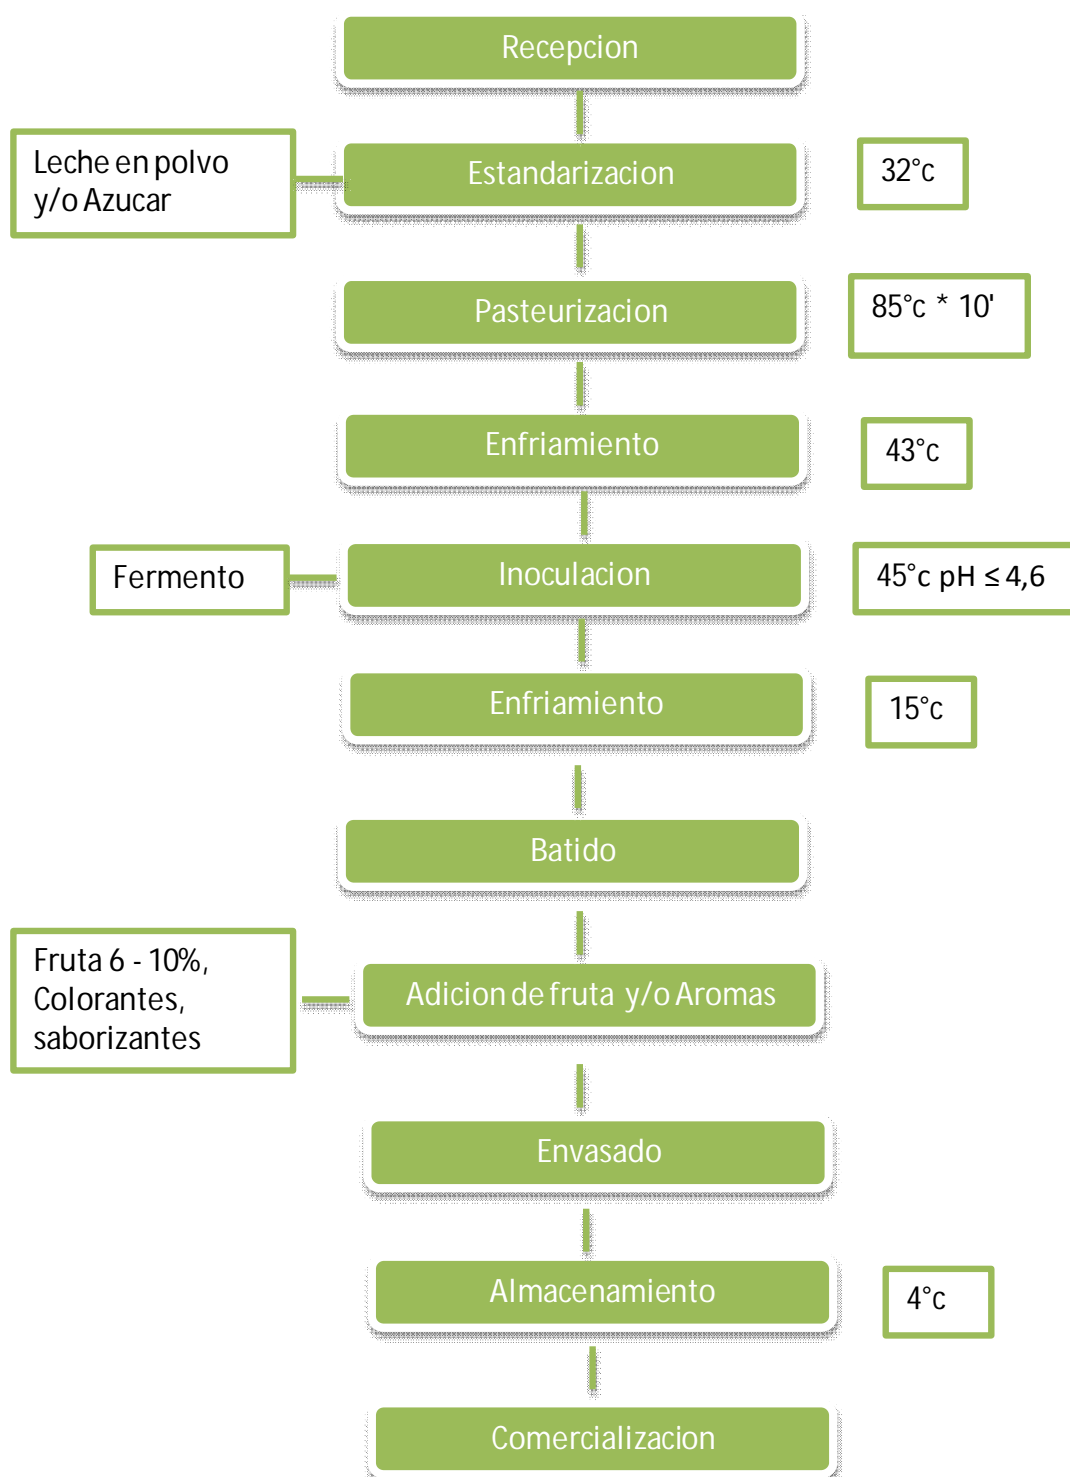 Recepcion
Leche en polvo
y/o Azucar
Estandarizacion
32°c
Pasteurizacion
85°c * 10'
Enfriamiento
43°c
Fermento
Inoculacion
45°c pH ≤ 4,6
Enfriamiento
15°c
Batido
Fruta 6 - 10%,
Colorantes,
saborizantes
Adicion de fruta y/o Aromas
Envasado
Almacenamiento
4°c
Comercializacion